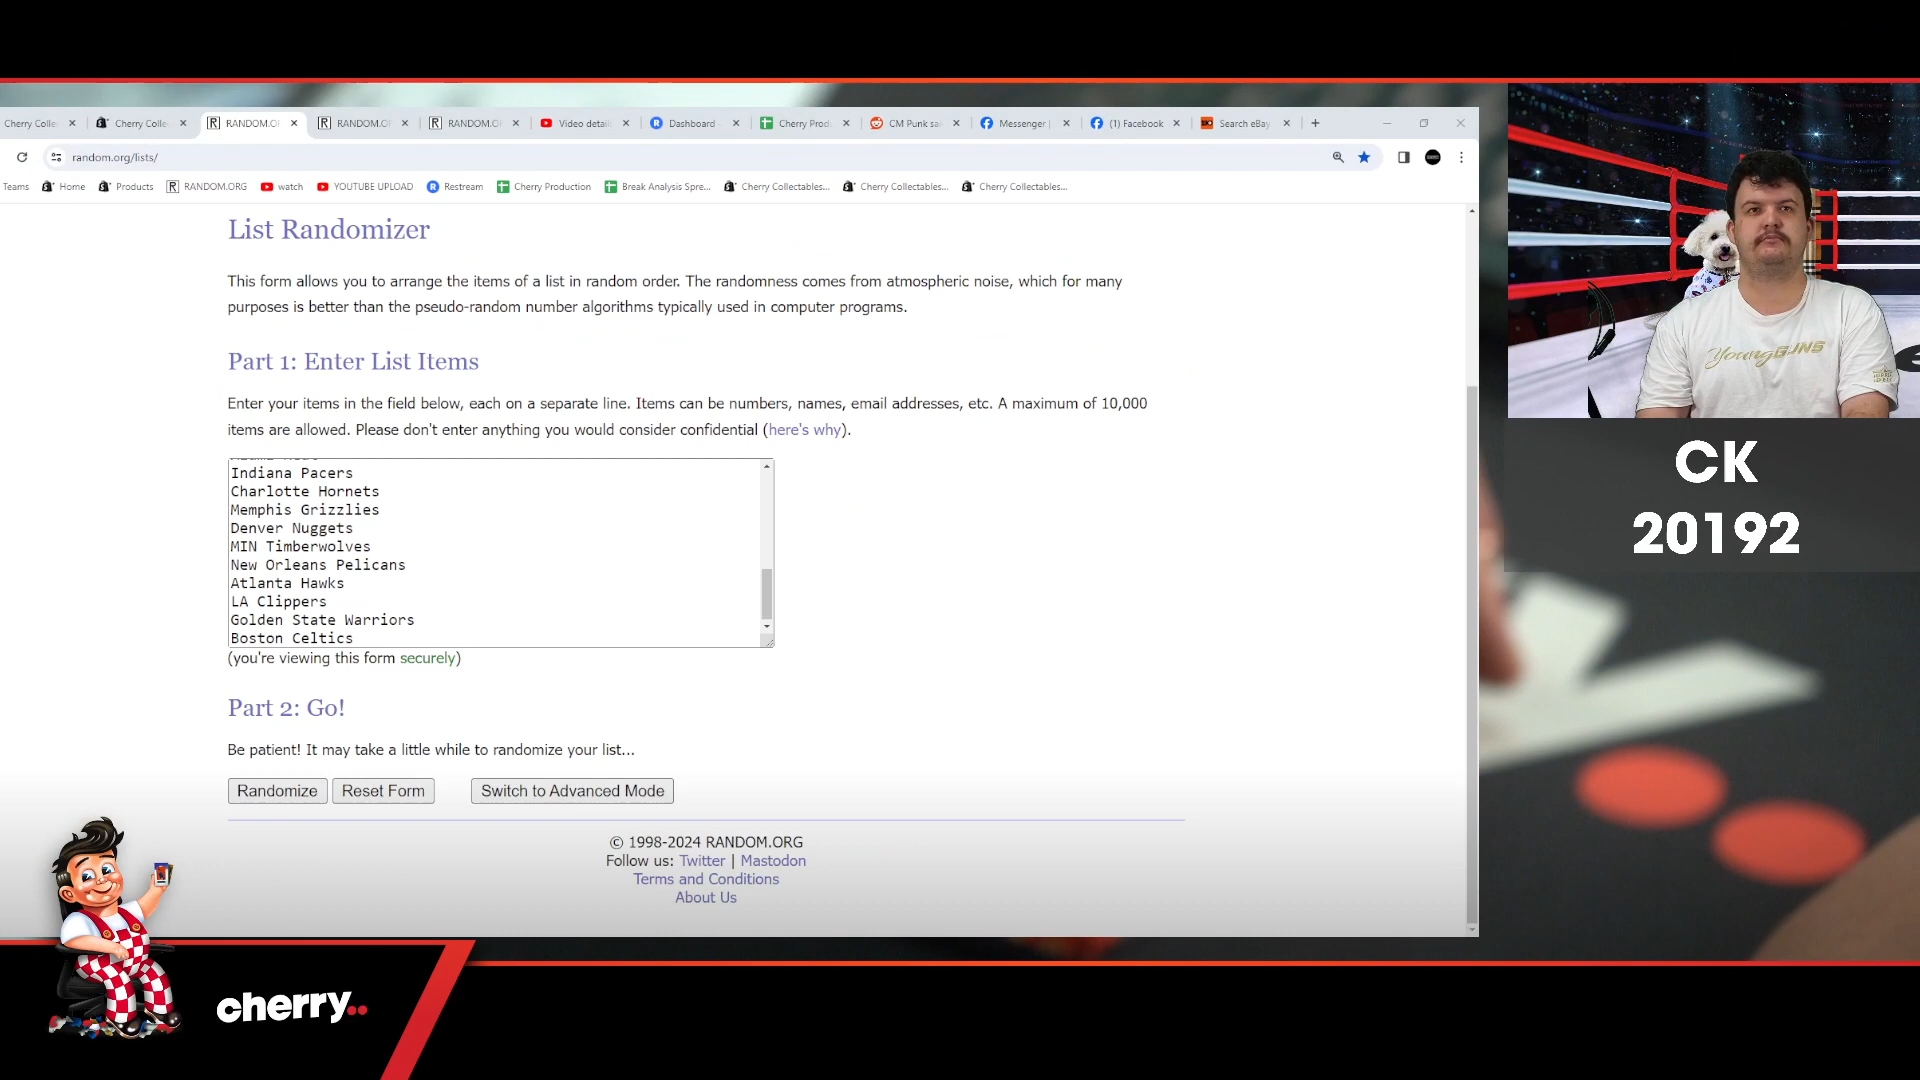 Cherry Colle
Cherry Colle
RANDOM.O
RANDOM.O
RANDOM.O
Video detai
Dashboard
Cherry Prod
CM Punk sa
Messenger
(1) Facebook
Search eBay
random.org/lists/
Teams
Home
Products
RANDOM.ORG
watch
YOUTUBE UPLOAD
Restream
Cherry Production
Break Analysis Spre...
Cherry Collectables...
Cherry Collectables...
Cherry Collectables...
List Randomizer
This form allows you to arrange the items of a list in random order. The randomness comes from atmospheric noise, which for many
purposes is better than the pseudo-random number algorithms typically used in computer programs.
Part 1: Enter List Items
Enter your items in the field below, each on a separate line. Items can be numbers, names, email addresses, etc. A maximum of 10,000
items are allowed. Please don't enter anything you would consider confidential (here's why).
Indiana Pacers
Charlotte Hornets
Memphis Grizzlies
Denver Nuggets
MIN Timberwolves
New Orleans Pelicans
Atlanta Hawks
LA Clippers
Golden State Warriors
Boston Celtics
(you're viewing this form securely)
Part 2: Go!
Be patient! It may take a little while to randomize your list...
Randomize
Reset Form
Switch to Advanced Mode
© 1998-2024 RANDOM.ORG
Follow us: Twitter | Mastodon
Terms and Conditions
About Us
Young GUNS
CK
20192
cherry..